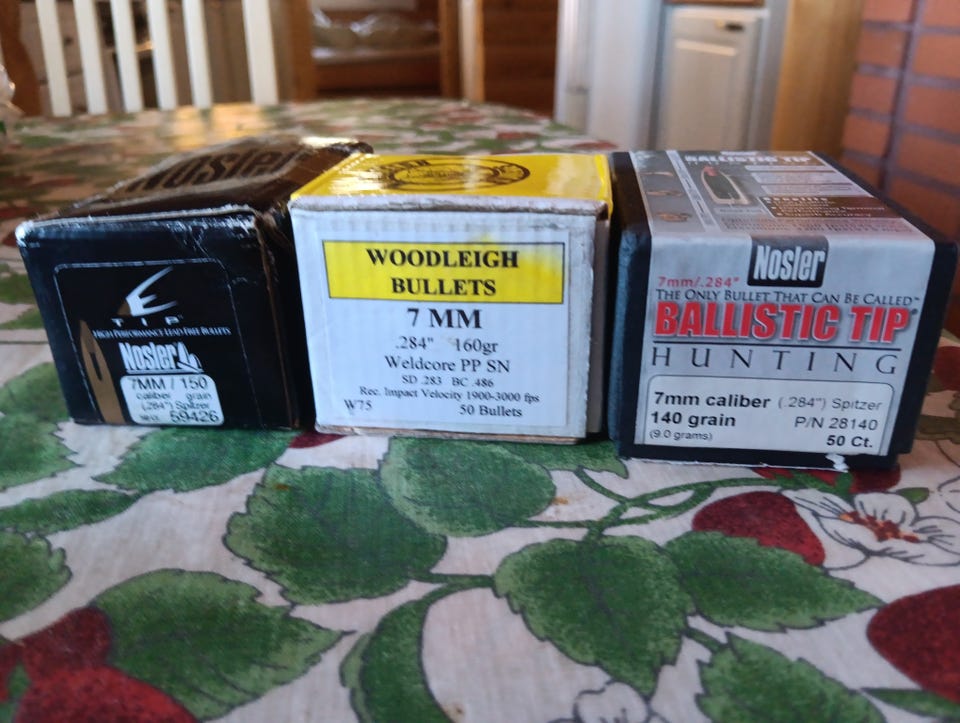 Nosler
E
TIP
HIGH PERFORMANCE LEAD FREE BULLETS
Nosler
7MM / 150
caliber grain
(.284") Spitzer
59426
WOODLEIGH
BULLETS
7 MM
.284" 160gr
Weldcore PP SN
SD .283 BC .486
Rec. Impact Velocity 1900-3000 fps
W75 50 Bullets
BALLISTIC TIP
Nosler
7mm/.284"
THE ONLY BULLET THAT CAN BE CALLED™
BALLISTIC TIP®
HUNTING
7mm caliber (.284") Spitzer
140 grain P/N 28140
(9.0 grams) 50 Ct.